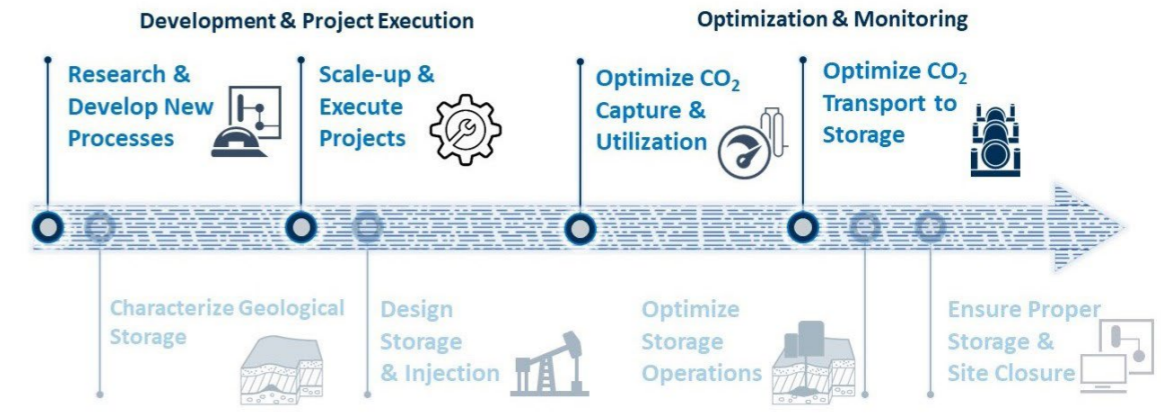 Development & Project Execution
Optimization & Monitoring
Research &
Develop New
Processes
Scale-up &
Execute
Projects
Optimize CO₂
Capture &
Utilization
Optimize CO₂
Transport to
Storage
Characterize Geological
Storage
Design
Storage
& Injection
Optimize
Storage
Operations
Ensure Proper
Storage &
Site Closure